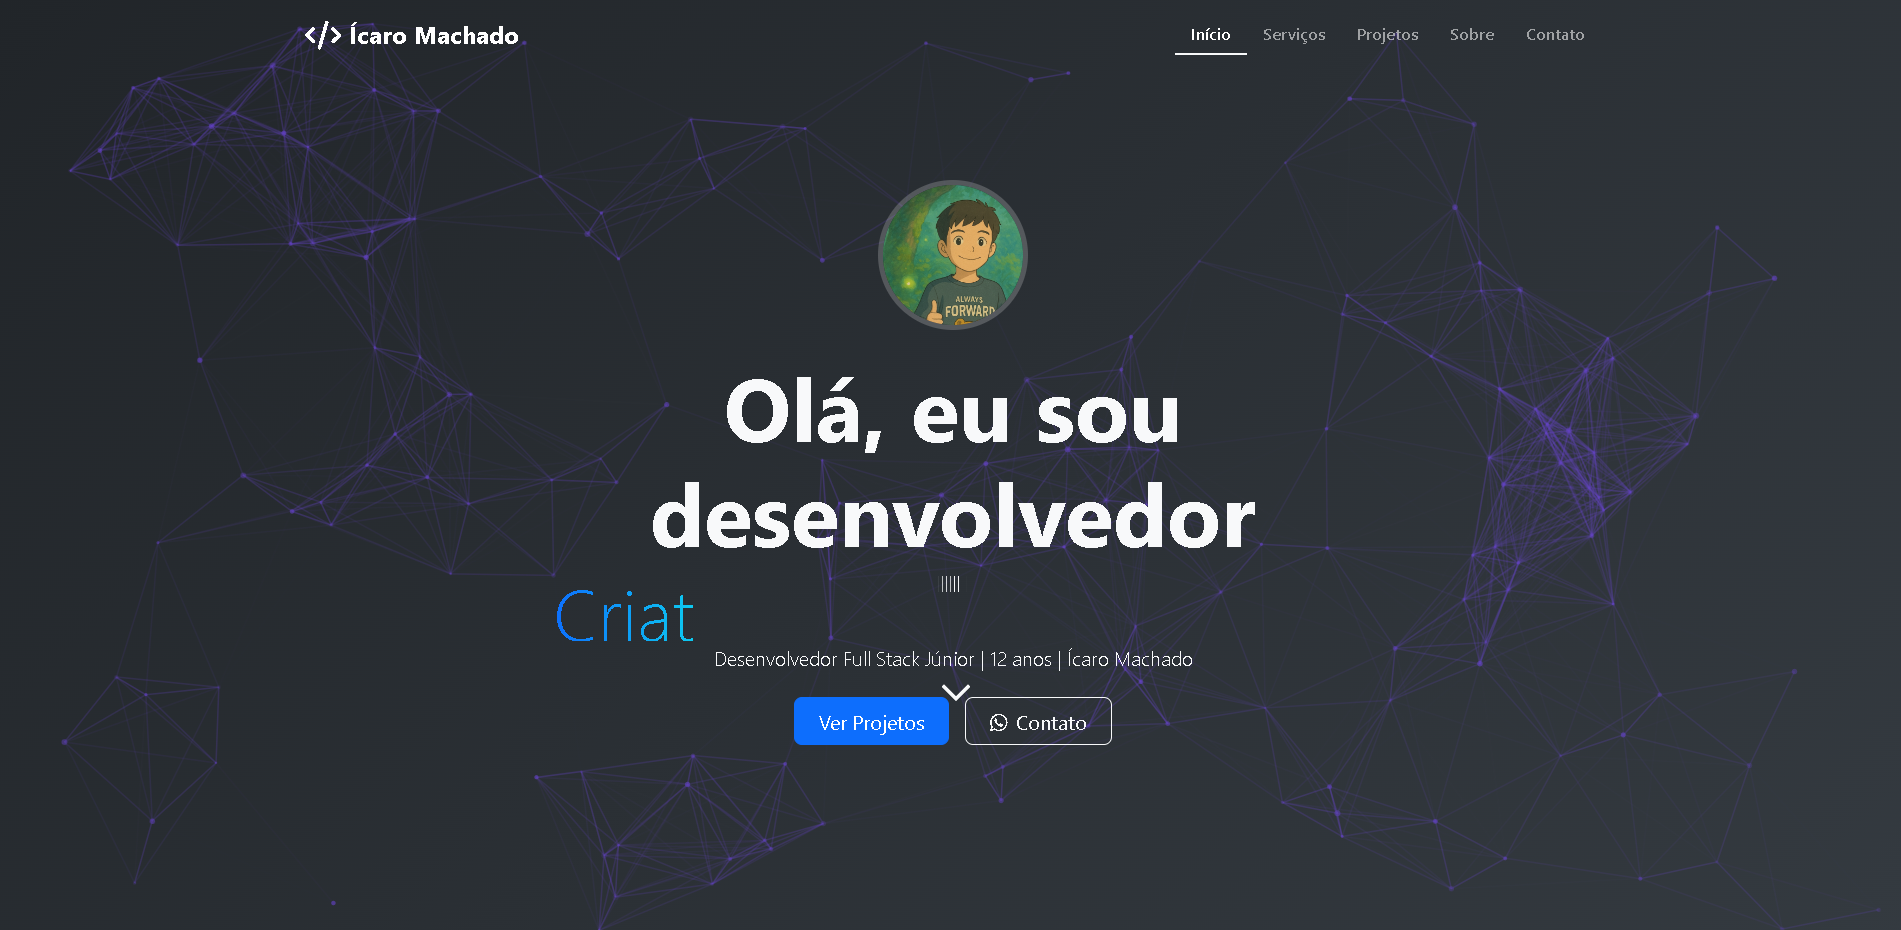 </> Ícaro Machado
Início Serviços Projetos Sobre Contato
ALWAYS
FORWARD
Olá, eu sou
desenvolvedor
|||||
Criat
Desenvolvedor Full Stack Júnior | 12 anos | Ícaro Machado
Ver Projetos Contato